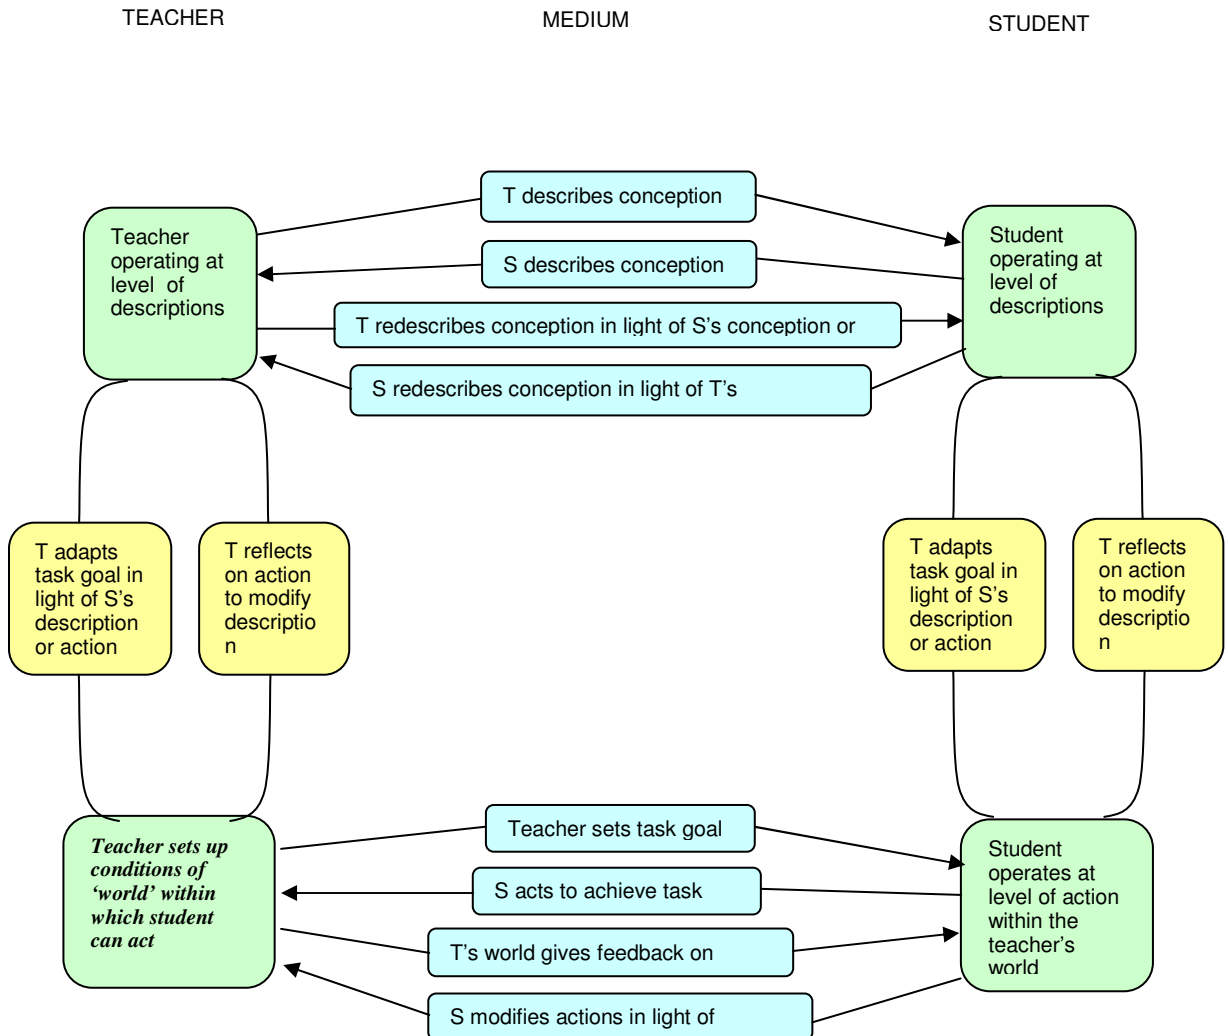 TEACHER
MEDIUM
STUDENT
T describes conception
Teacher
operating at
level of
descriptions
Student
operating at
level of
descriptions
S describes conception
T redescribes conception in light of S's conception or
S redescribes conception in light of T's
T adapts
task goal in
light of S's
description
or action
T reflects
on action
to modify
descriptio
n
T adapts
task goal in
light of S's
description
or action
T reflects
on action
to modify
descriptio
n
Teacher sets up
conditions of
‘world’ within
which student
can act
Teacher sets task goal
S acts to achieve task
T's world gives feedback on
S modifies actions in light of
Student
operates at
level of action
within the
teacher's
world